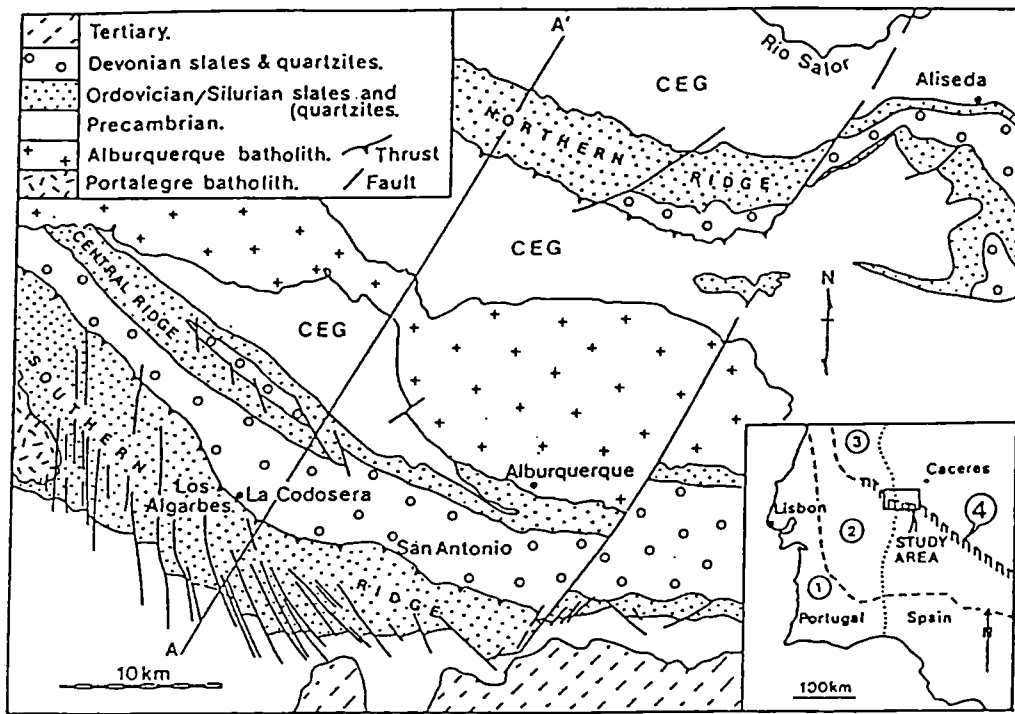 Tertiary.
Devonian slates & quartzites.
Ordovician/Silurian slates and
(quartzites.
Precambrian.
Alburquerque batholith.
Thrust
Portalegre batholith.
Fault
A'
Rio Salor
CEG
Aliseda
NORTHERN
RIDGE
CEG
N
CENTRAL RIDGE
CEG
SOUTHERN
Alburquerque
Los
Algarbes
La Codosera
San Antonio
RIDGE
A
10 km
3
Caceres
Lisbon
4
2
STUDY
AREA
1
Portugal
Spain
N
100km